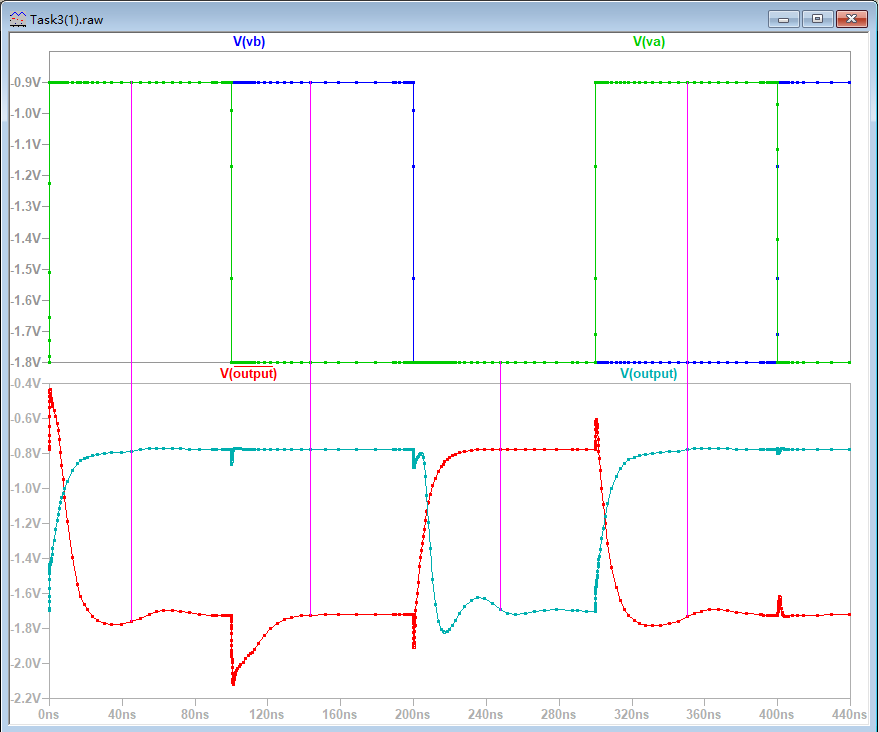 Task3(1).raw
V(vb) V(va)
-0.9V
-1.0V
-1.1V
-1.2V
-1.3V
-1.4V
-1.5V
-1.6V
-1.7V
-1.8V
V(output) V(output)
-0.4V
-0.6V
-0.8V
-1.0V
-1.2V
-1.4V
-1.6V
-1.8V
-2.0V
-2.2V
0ns 40ns 80ns 120ns 160ns 200ns 240ns 280ns 320ns 360ns 400ns 440ns